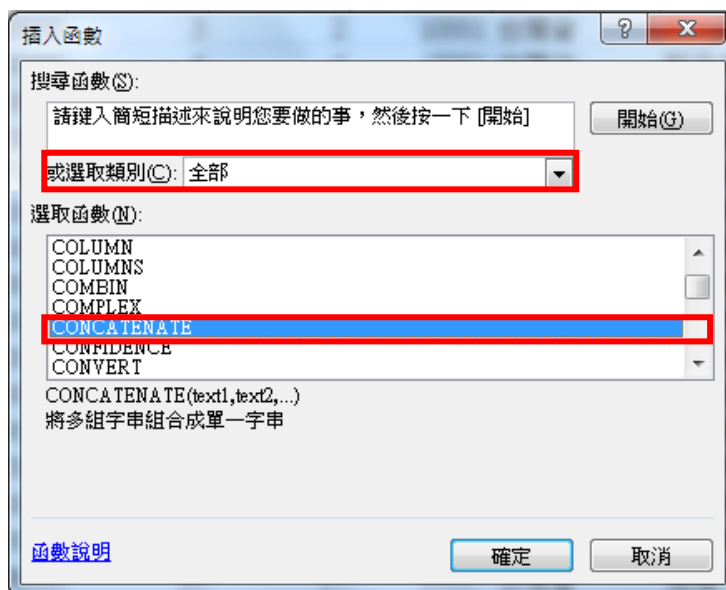 插入函數
搜尋函數(S):
請鍵入簡短描述來說明您要做的事，然後按一下 [開始]
開始(G)
或選取類別(C): 全部
選取函數(N):
COLUMN
COLUMNS
COMBIN
COMPLEX
CONCATENATE
CONFIDENCE
CONVERT
CONCATENATE(text1,text2,...)
將多組字串組合成單一字串
函數說明
確定
取消